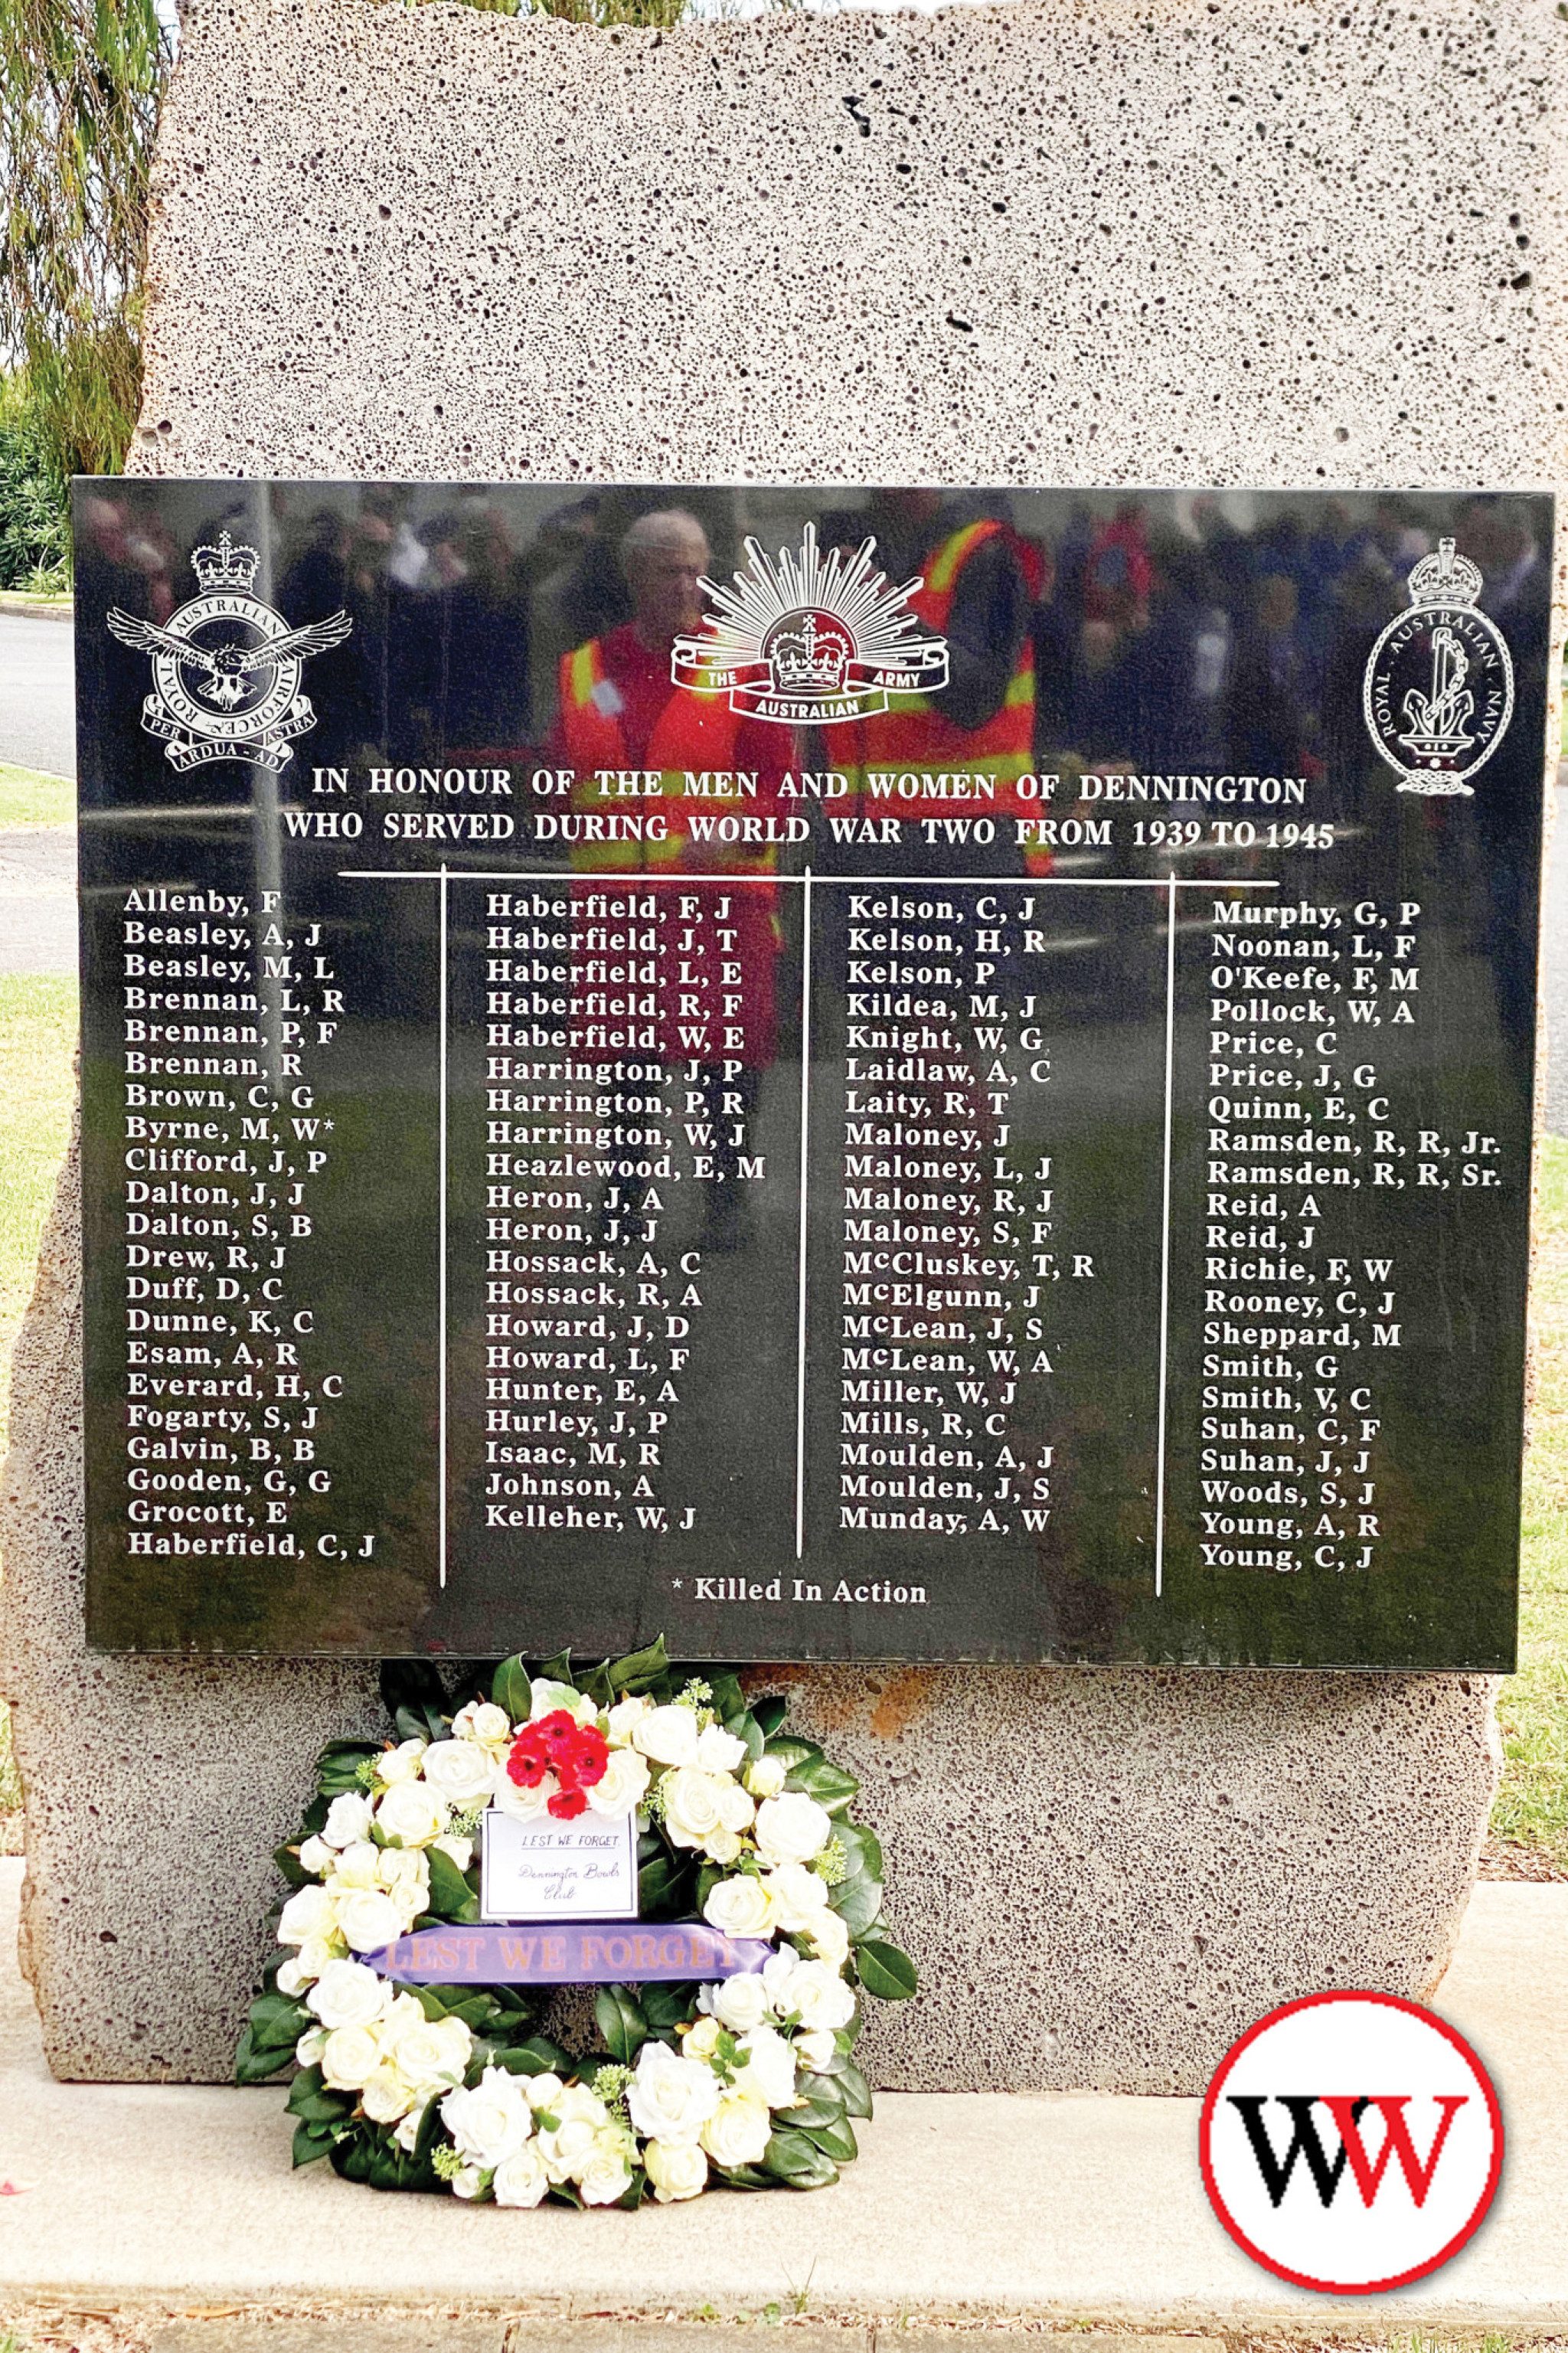 ROYAL AUSTRALIAN AIR FORCE
PER ARDUA - AD ASTRA
THE AUSTRALIAN ARMY
ROYAL · AUSTRALIAN · NAVY
IN HONOUR OF THE MEN AND WOMEN OF DENNINGTON
WHO SERVED DURING WORLD WAR TWO FROM 1939 TO 1945
Allenby, F
Beasley, A, J
Beasley, M, L
Brennan, L, R
Brennan, P, F
Brennan, R
Brown, C, G
Byrne, M, W*
Clifford, J, P
Dalton, J, J
Dalton, S, B
Drew, R, J
Duff, D, C
Dunne, K, C
Esam, A, R
Everard, H, C
Fogarty, S, J
Galvin, B, B
Gooden, G, G
Grocott, E
Haberfield, C, J
Haberfield, F, J
Haberfield, J, T
Haberfield, L, E
Haberfield, R, F
Haberfield, W, E
Harrington, J, P
Harrington, P, R
Harrington, W, J
Heazlewood, E, M
Heron, J, A
Heron, J, J
Hossack, A, C
Hossack, R, A
Howard, J, D
Howard, L, F
Hunter, E, A
Hurley, J, P
Isaac, M, R
Johnson, A
Kelleher, W, J
Kelson, C, J
Kelson, H, R
Kelson, P
Kildea, M, J
Knight, W, G
Laidlaw, A, C
Laity, R, T
Maloney, J
Maloney, L, J
Maloney, R, J
Maloney, S, F
McCluskey, T, R
McElgunn, J
McLean, J, S
McLean, W, A
Miller, W, J
Mills, R, C
Moulden, A, J
Moulden, J, S
Munday, A, W
Murphy, G, P
Noonan, L, F
O'Keefe, F, M
Pollock, W, A
Price, C
Price, J, G
Quinn, E, C
Ramsden, R, R, Jr.
Ramsden, R, R, Sr.
Reid, A
Reid, J
Richie, F, W
Rooney, C, J
Sheppard, M
Smith, G
Smith, V, C
Suhan, C, F
Suhan, J, J
Woods, S, J
Young, A, R
Young, C, J
* Killed In Action
LEST WE FORGET.
Dennington Bowls
Club
LEST WE FORGET
WW